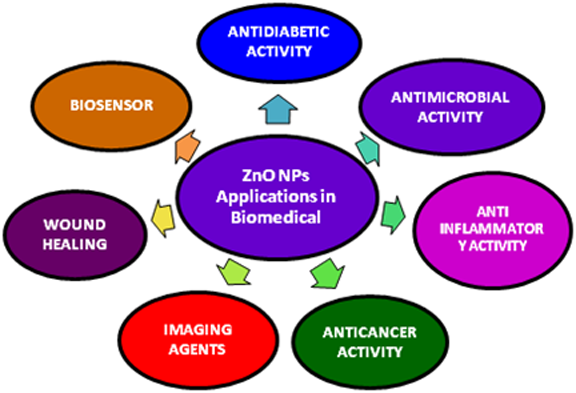 ANTIDIABETIC
ACTIVITY
BIOSENSOR
ANTIMICROBIAL
ACTIVITY
ZnO NPs
Applications in
Biomedical
WOUND
HEALING
ANTI
INFLAMMATOR
Y ACTIVITY
IMAGING
AGENTS
ANTICANCER
ACTIVITY